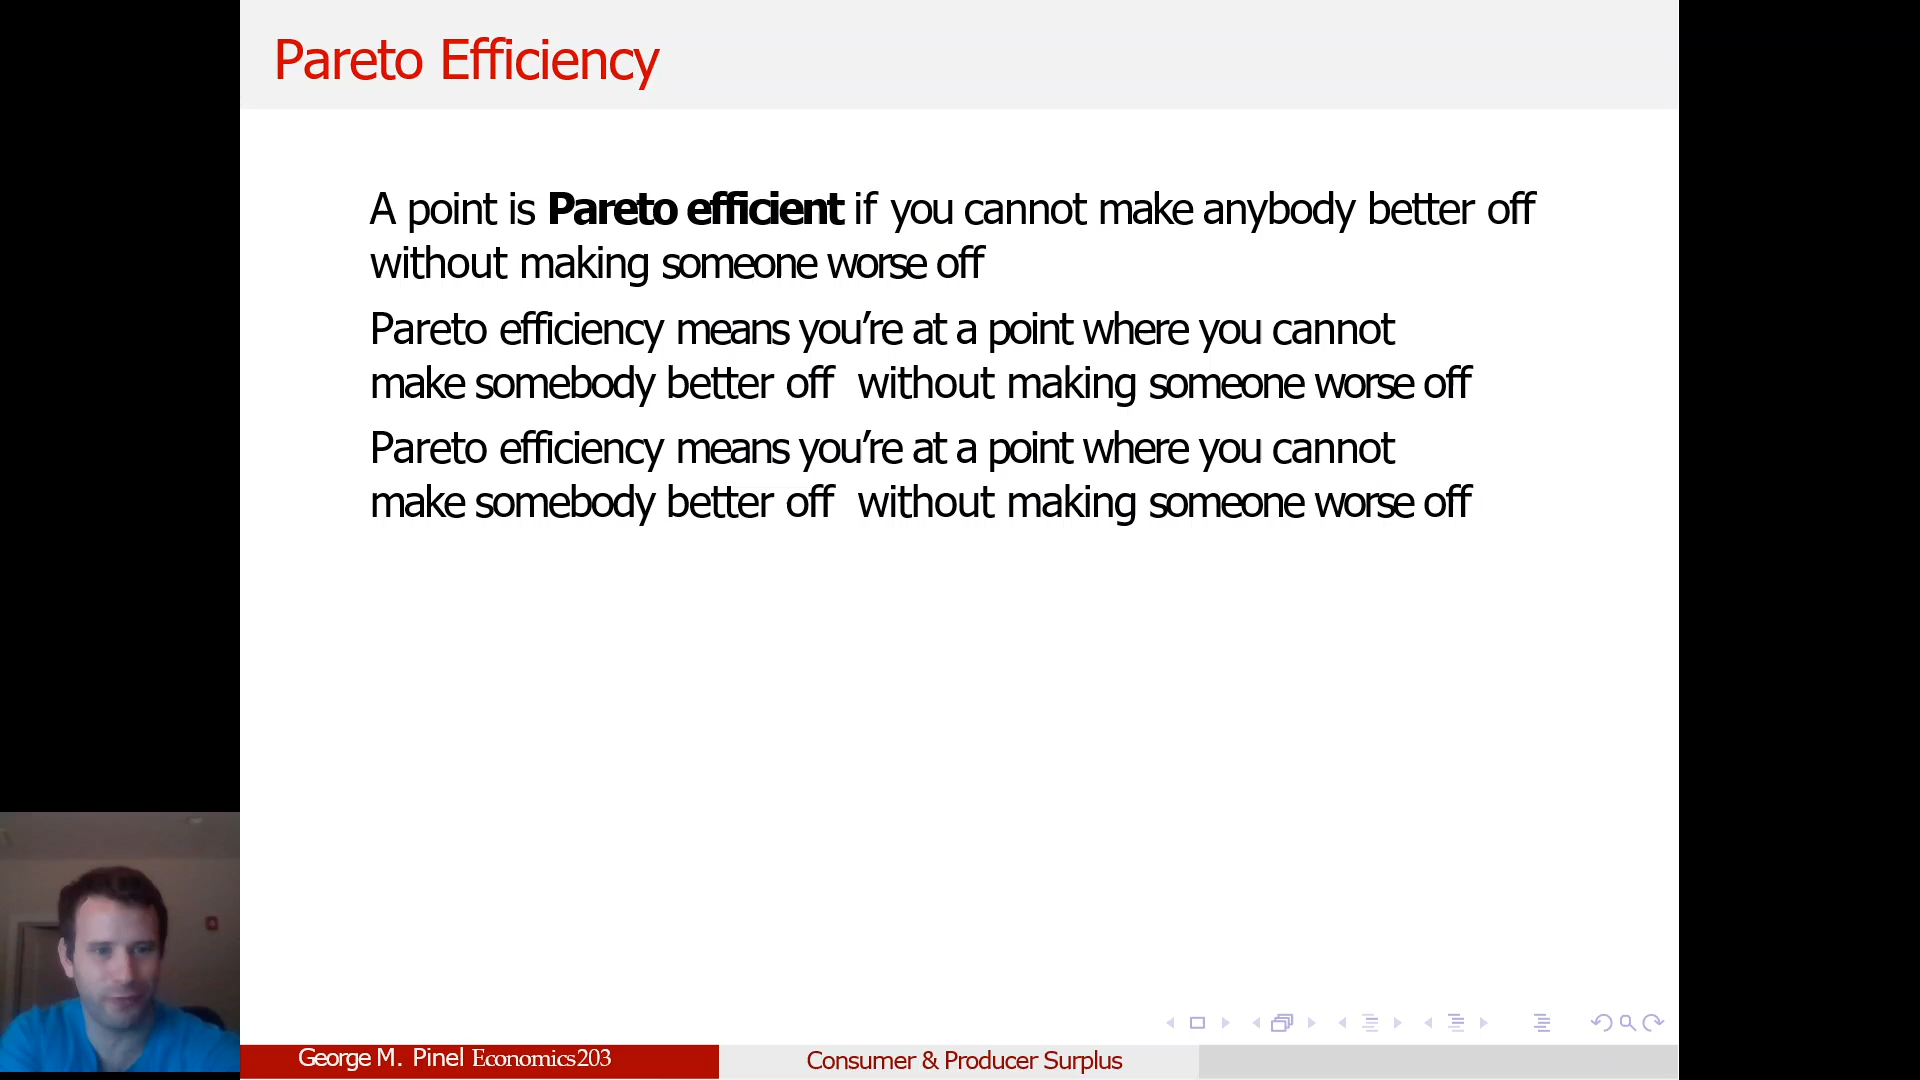 Pareto Efficiency
A point is Pareto efficient if you cannot make anybody better off
without making someone worse off
Pareto efficiency means you're at a point where you cannot
make somebody better off without making someone worse off
Pareto efficiency means you're at a point where you cannot
make somebody better off without making someone worse off
George M. Pinel Economics203
Consumer & Producer Surplus